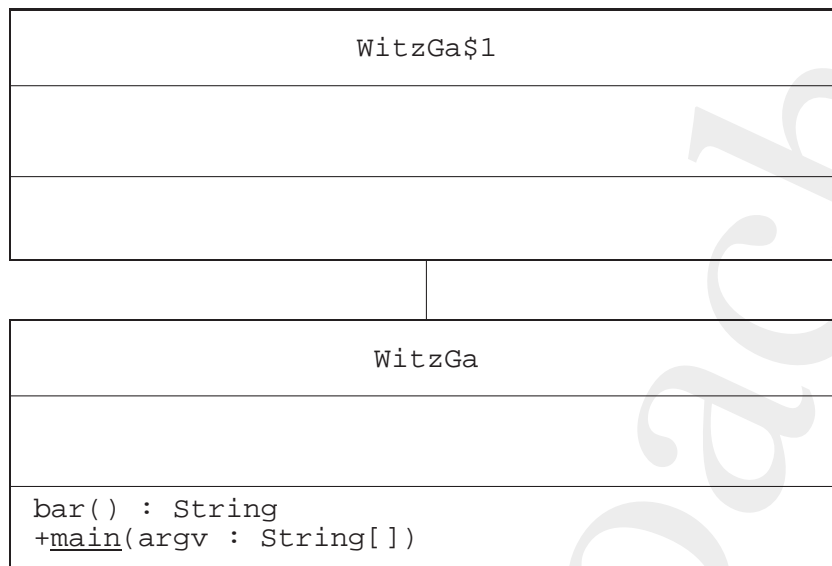 WitzGa$1
WitzGa
bar() : String
+main(argv : String[])